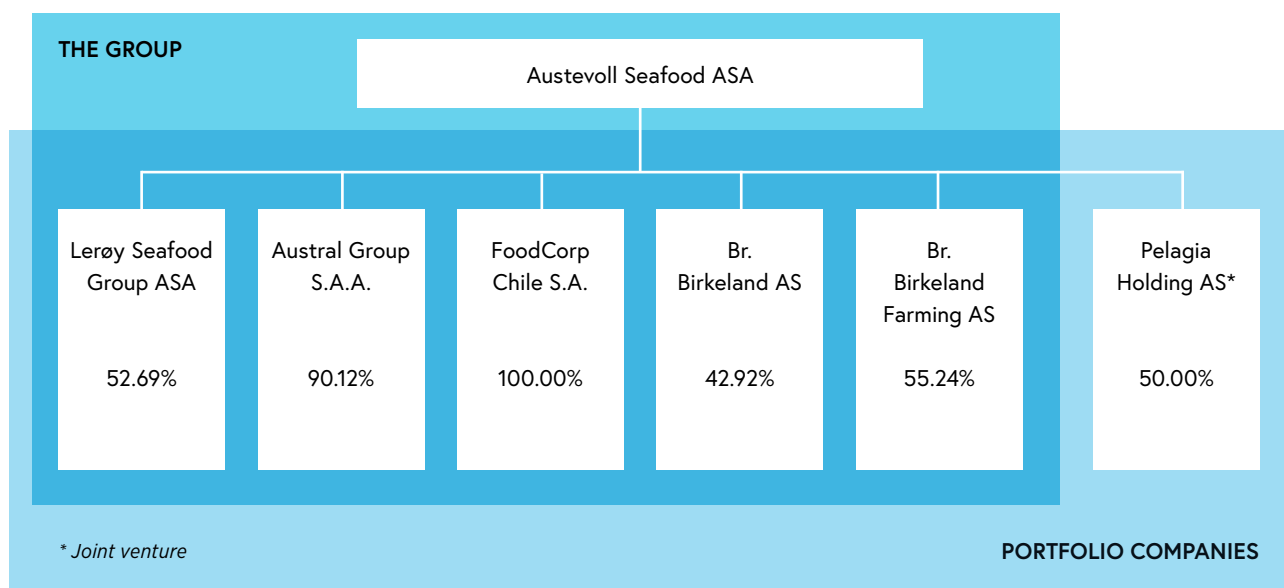 THE GROUP
Austevoll Seafood ASA
Lerøy Seafood
Group ASA
52.69%
Austral Group
S.A.A.
90.12%
FoodCorp
Chile S.A.
100.00%
Br.
Birkeland AS
42.92%
Br.
Birkeland
Farming AS
55.24%
Pelagia
Holding AS*
50.00%
* Joint venture
PORTFOLIO COMPANIES